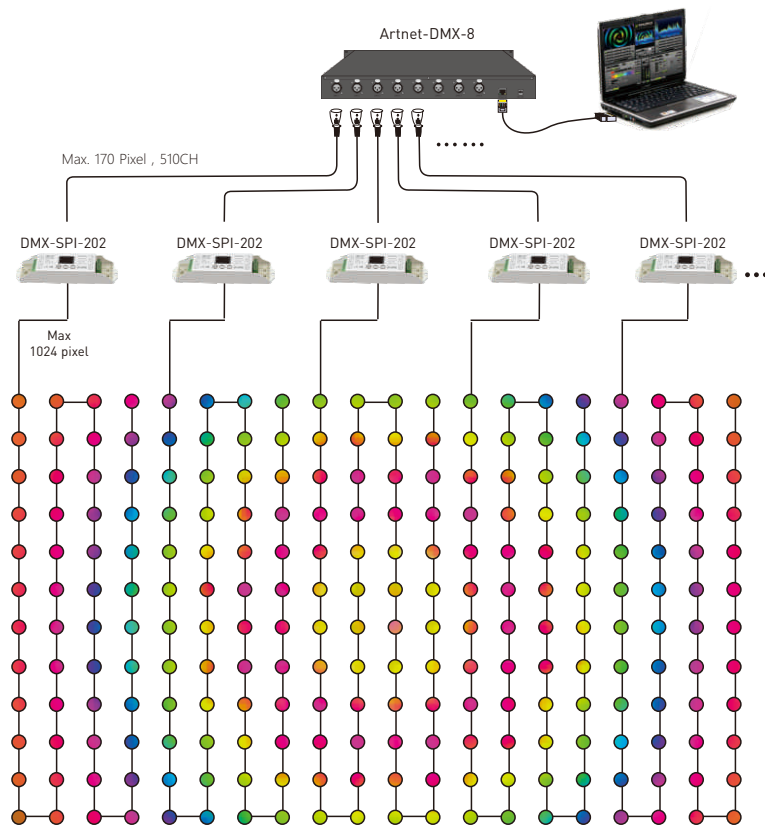 Artnet-DMX-8
Max. 170 Pixel , 510CH
DMX-SPI-202
DMX-SPI-202
DMX-SPI-202
DMX-SPI-202
DMX-SPI-202
Max
1024 pixel